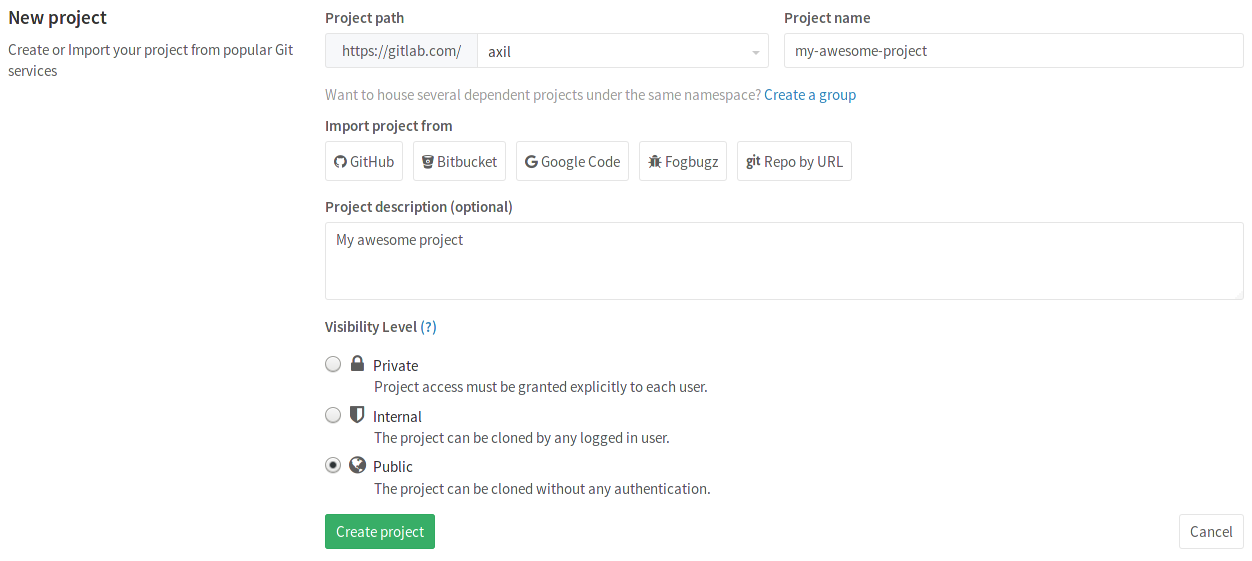 New project
Create or Import your project from popular Git
services
Project path
Project name
https://gitlab.com/
axil
my-awesome-project
Want to house several dependent projects under the same namespace? Create a group
Import project from
GitHub
Bitbucket
Google Code
Fogbugz
git Repo by URL
Project description (optional)
My awesome project
Visibility Level (?)
Private
Project access must be granted explicitly to each user.
Internal
The project can be cloned by any logged in user.
Public
The project can be cloned without any authentication.
Create project
Cancel